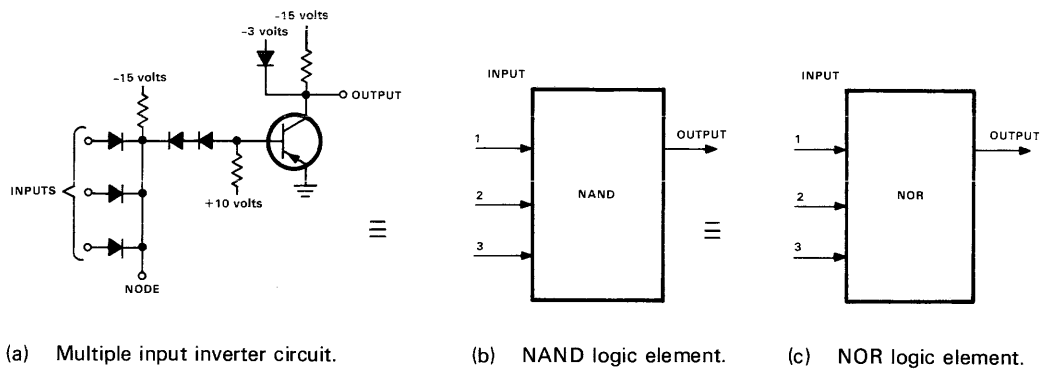 -15 volts
-3 volts
-15 volts
OUTPUT
INPUTS
+10 volts
NODE
(a) Multiple input inverter circuit.
INPUT
1
2
3
NAND
OUTPUT
(b) NAND logic element.
INPUT
1
2
3
NOR
OUTPUT
(c) NOR logic element.